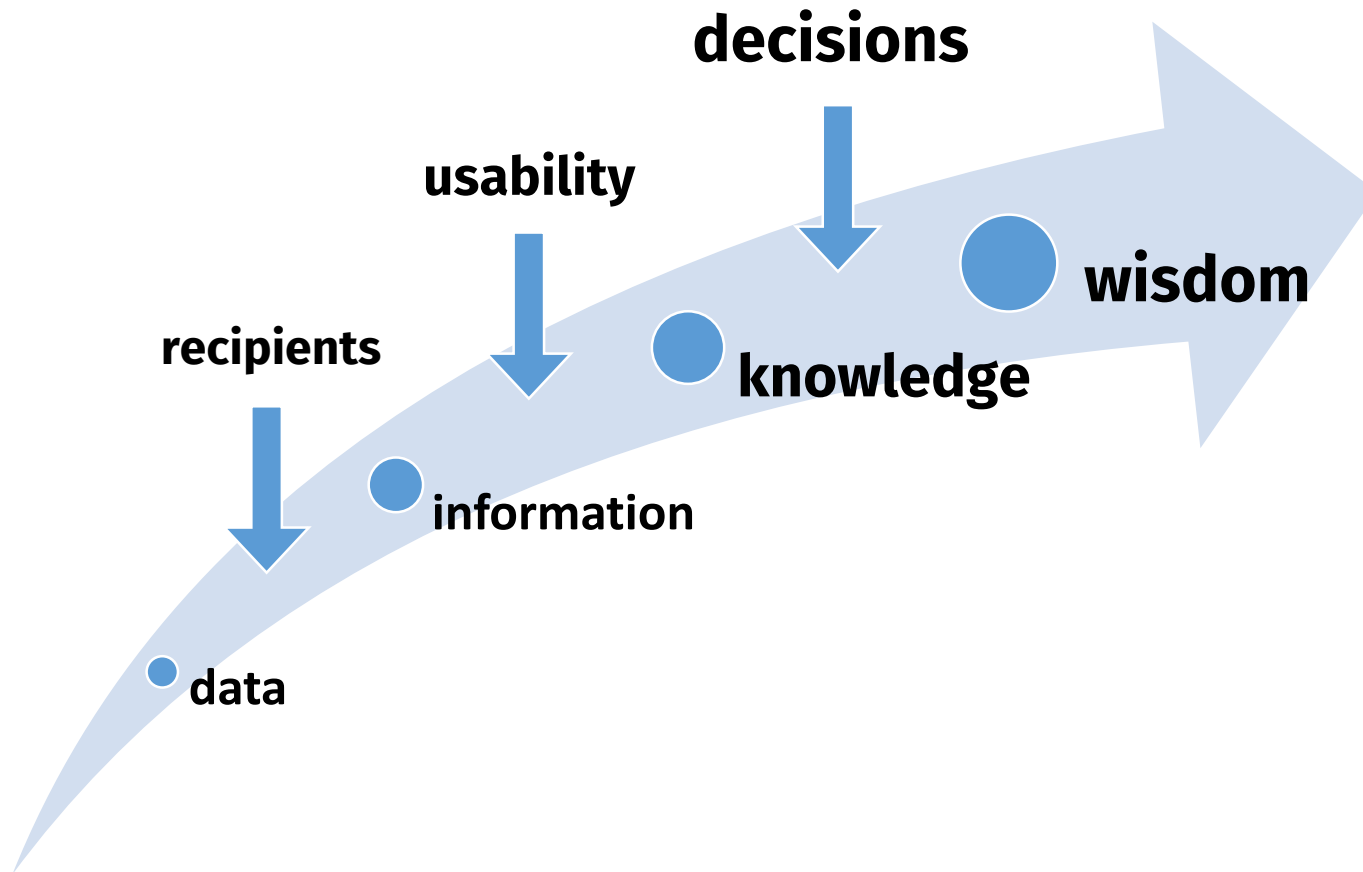 decisions
usability
wisdom
recipients
knowledge
information
data